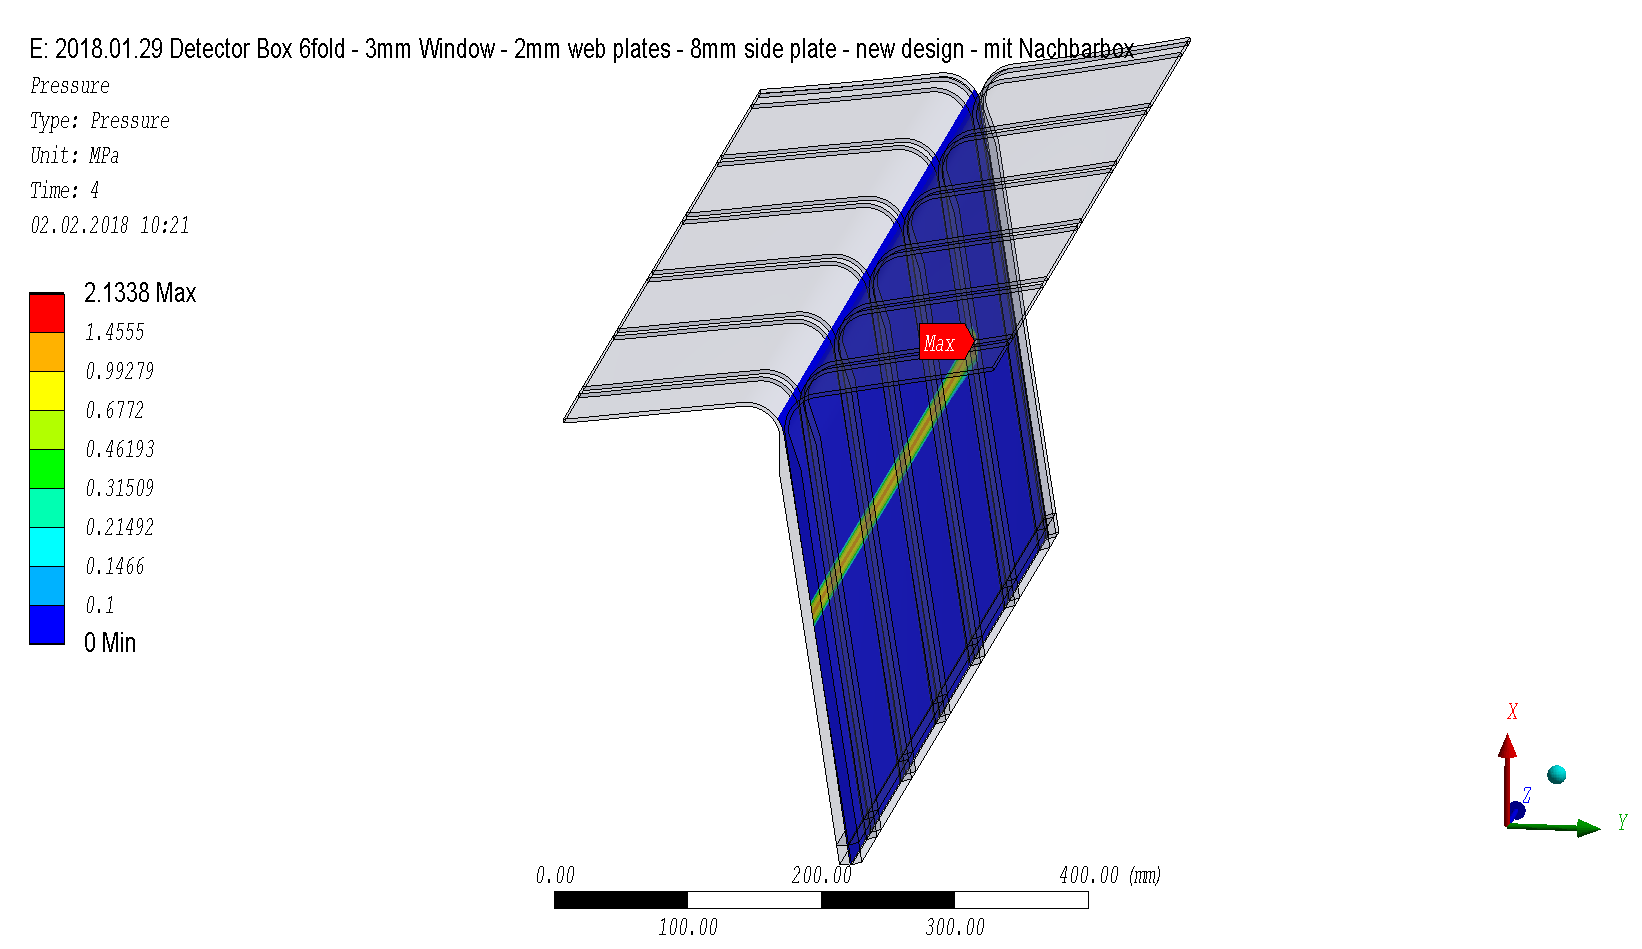 E: 2018.01.29 Detector Box 6fold - 3mm Window - 2mm web plates - 8mm side plate - new design - mit Nachbarbox
Pressure
Type: Pressure
Unit: MPa
Time: 4
02.02.2018 10:21
2.1338 Max
1.4555
0.99279
0.6772
0.46193
0.31509
0.21492
0.1466
0.1
0 Min
Max
X
Z
Y
0.00 200.00 400.00 (mm)
100.00 300.00